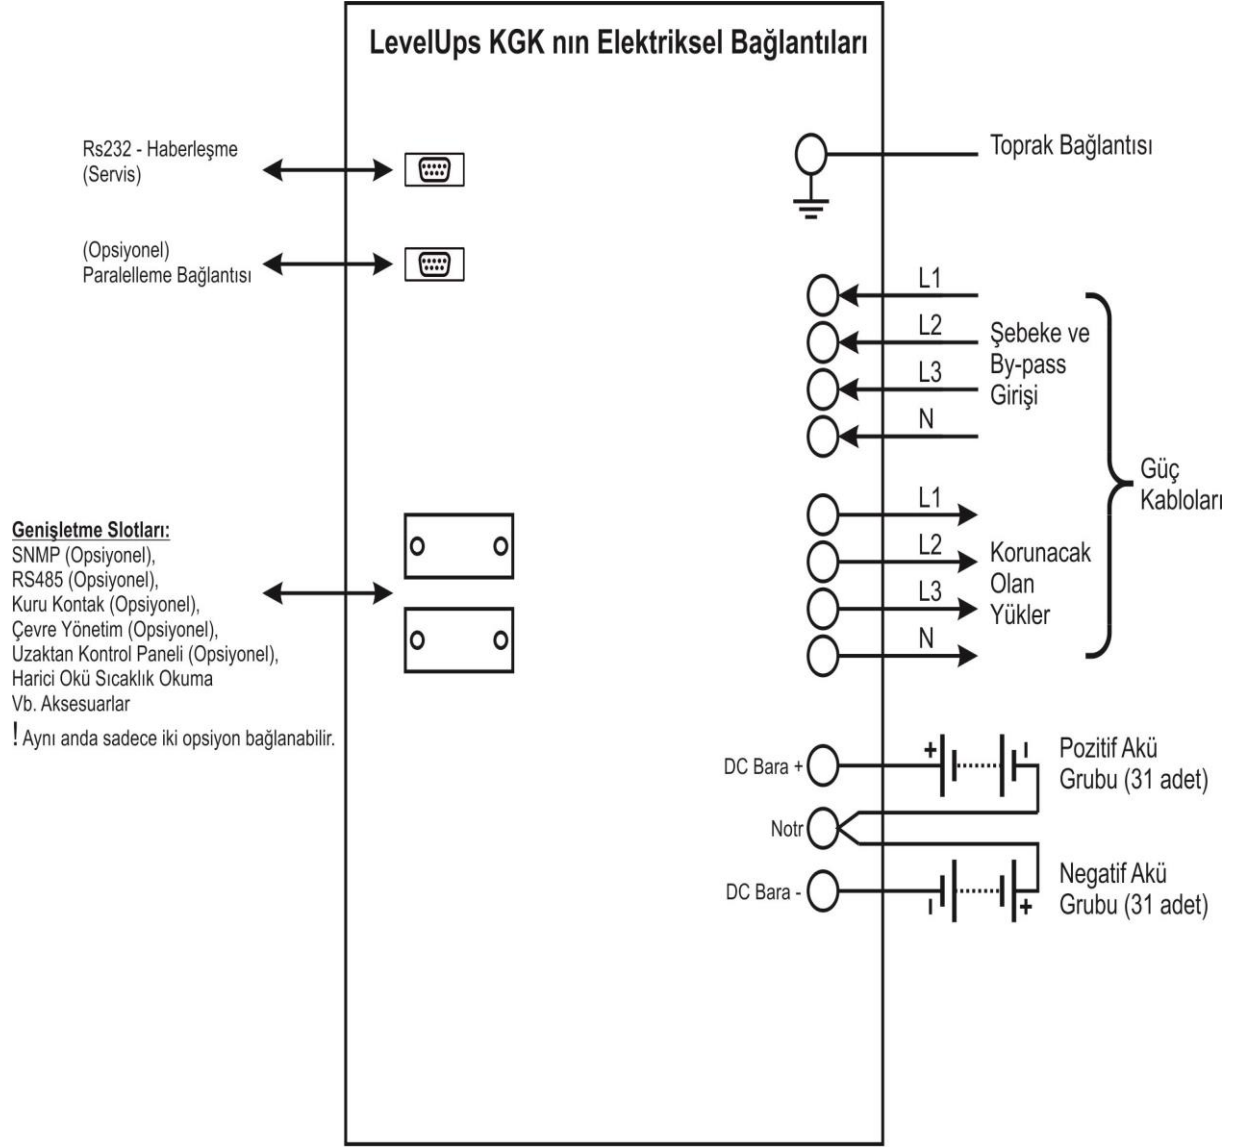 LevelUps KGK nın Elektriksel Bağlantıları
Rs232 - Haberleşme
(Servis)
(Opsiyonel)
Paralelleme Bağlantısı
Genişletme Slotları:
SNMP (Opsiyonel),
RS485 (Opsiyonel),
Kuru Kontak (Opsiyonel),
Çevre Yönetim (Opsiyonel),
Uzaktan Kontrol Paneli (Opsiyonel),
Harici Okü Sıcaklık Okuma
Vb. Aksesuarlar
! Aynı anda sadece iki opsiyon bağlanabilir.
Toprak Bağlantısı
L1
L2
L3
N
Şebeke ve
By-pass
Girişi
L1
L2
L3
N
Korunacak
Olan
Yükler
Güç
Kabloları
DC Bara +
+
-
Pozitif Akü
Grubu (31 adet)
Notr
DC Bara -
-
+
Negatif Akü
Grubu (31 adet)